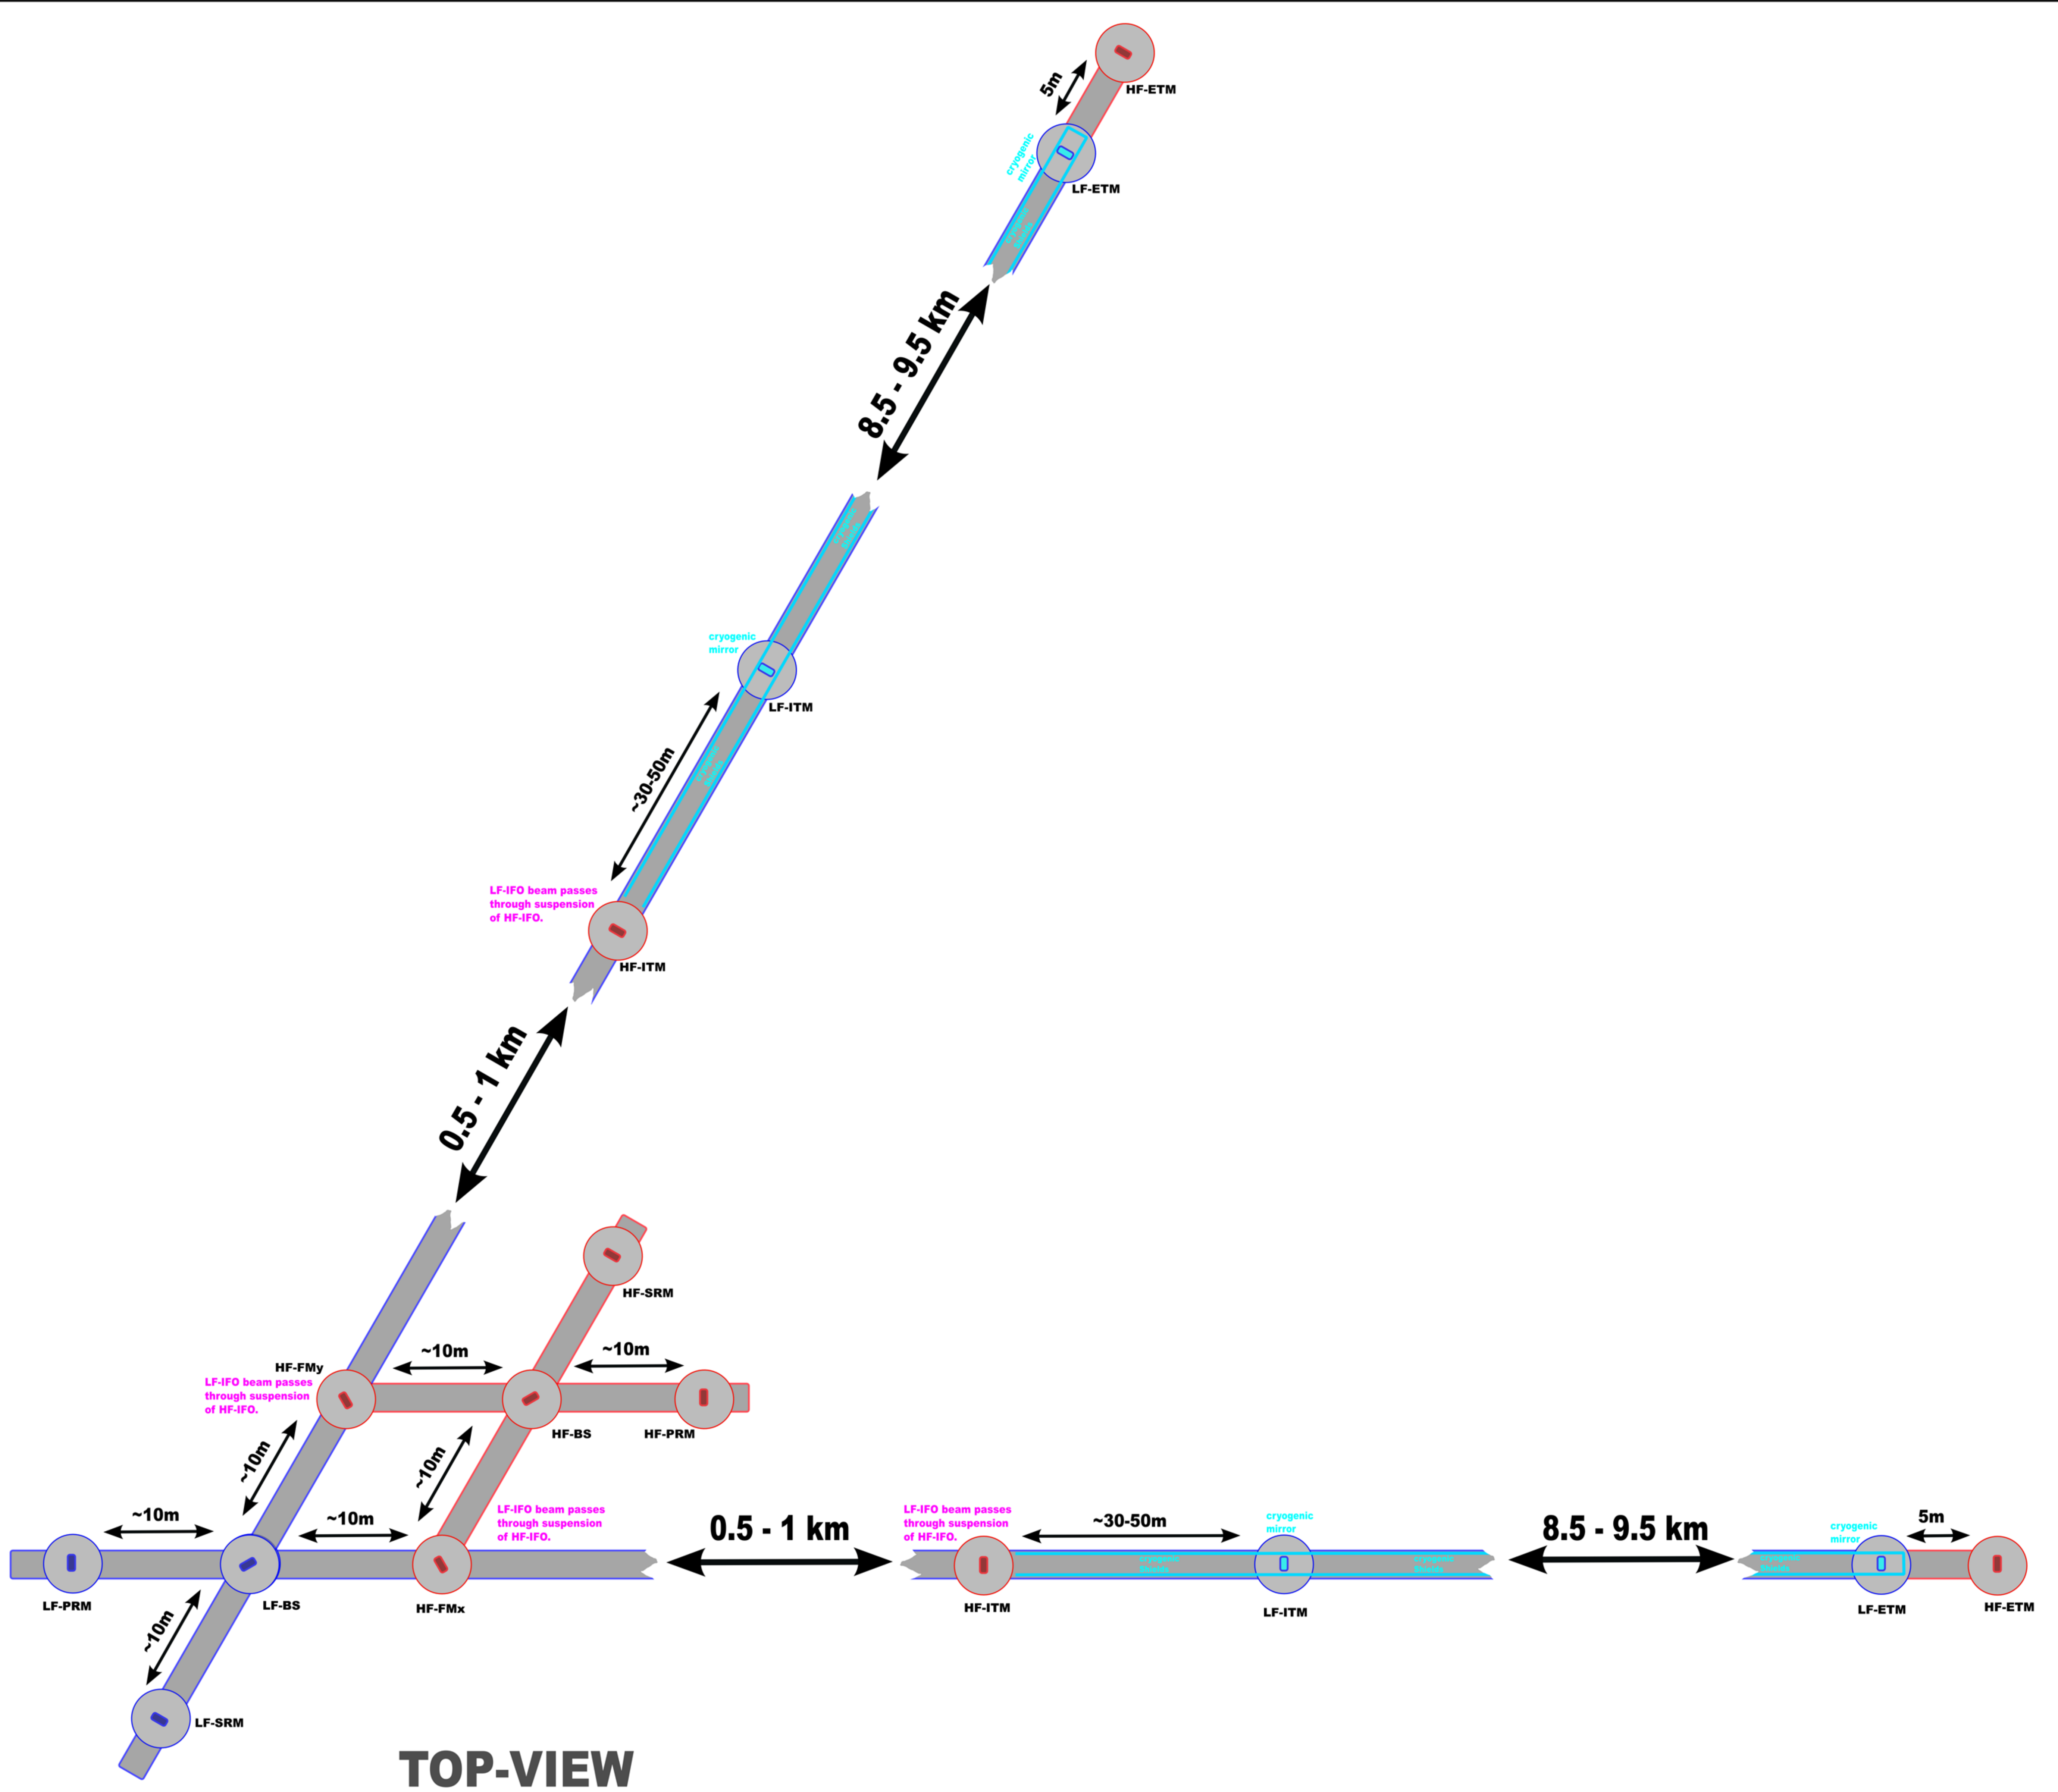 5m
HF-ETM
cryogenic
mirror
LF-ETM
8.5 - 9.5 km
cryogenic
mirror
LF-ITM
~30-50m
LF-IFO beam passes
through suspension
of HF-IFO.
HF-ITM
0.5 - 1 km
HF-SRM
HF-FMy
~10m
~10m
LF-IFO beam passes
through suspension
of HF-IFO.
HF-BS
HF-PRM
~10m
~10m
~10m
~10m
LF-IFO beam passes
through suspension
of HF-IFO.
0.5 - 1 km
LF-IFO beam passes
through suspension
of HF-IFO.
~30-50m
cryogenic
mirror
8.5 - 9.5 km
cryogenic
mirror
5m
LF-PRM
LF-BS
HF-FMx
HF-ITM
LF-ITM
LF-ETM
HF-ETM
~10m
LF-SRM
TOP-VIEW